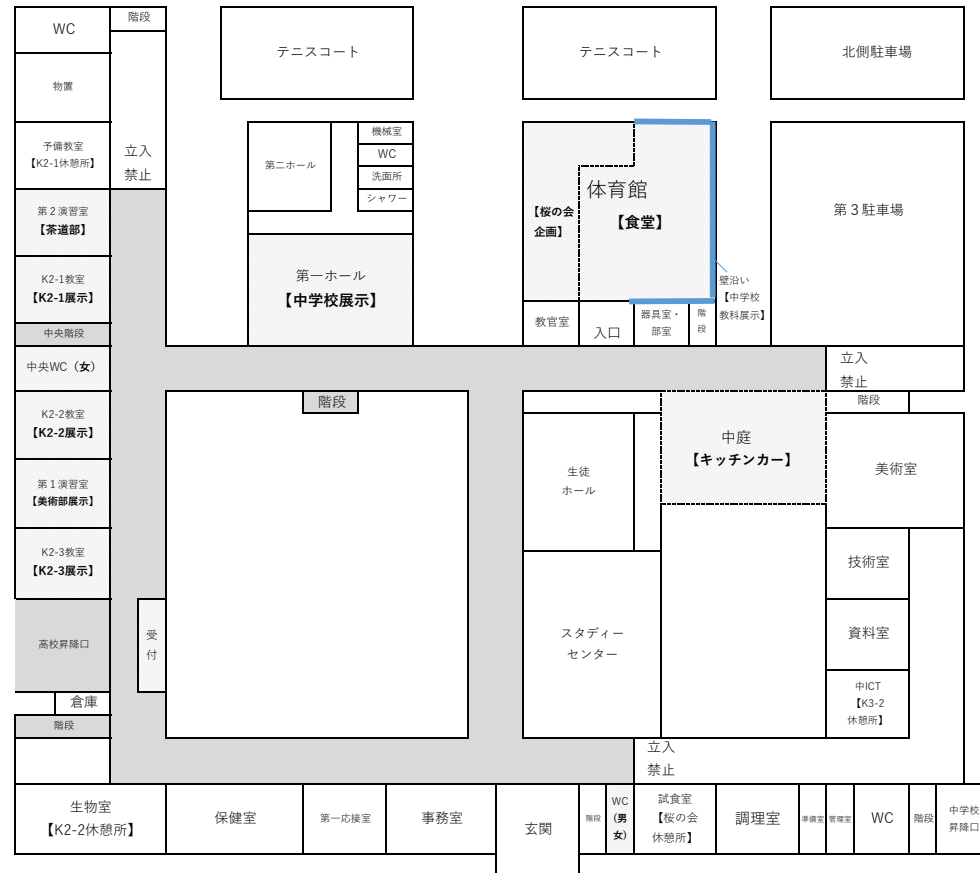 WC
階段
テニスコート
テニスコート
北側駐車場
物置
予備教室
【K2-1休憩所】
立入
禁止
第二ホール
機械室
WC
洗面所
シャワー
体育館
【食堂】
【桜の会
企画】
第３駐車場
第２演習室
【茶道部】
K2-1教室
【K2-1展示】
中央階段
第一ホール
【中学校展示】
壁沿い
【中学校
教科展示】
教官室
入口
器具室・
部室
階
段
中央WC（女）
立入
禁止
階段
階段
K2-2教室
【K2-2展示】
中庭
【キッチンカー】
美術室
生徒
ホール
第１演習室
【美術部展示】
K2-3教室
【K2-3展示】
技術室
高校昇降口
受
付
スタディー
センター
資料室
中ICT
【K3-2
休憩所】
倉庫
階段
立入
禁止
生物室
【K2-2休憩所】
保健室
第一応接室
事務室
玄関
階段
WC
（男
女）
試食室
【桜の会
休憩所】
調理室
準備室
管理室
WC
階段
中学校
昇降口